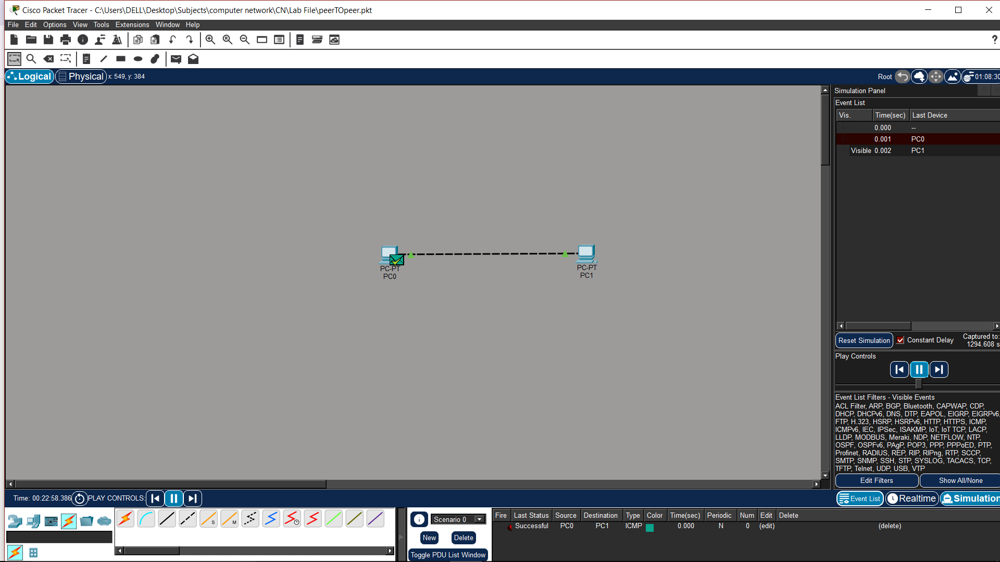 Cisco Packet Tracer - C:\Users\DELL\Desktop\Subjects\computer network\CN\Lab File\peerTOpeer.pkt
File Edit Options View Tools Extensions Window Help
?
Logical Physical x: 549, y: 384 Root 01:08:30
Simulation Panel
Event List
Vis. Time(sec) Last Device
0.000 --
0.001 PC0
Visible 0.002 PC1
PC-PT
PC0
PC-PT
PC1
Reset Simulation Constant Delay Captured to:
1294.608 s
Play Controls
Event List Filters - Visible Events
ACL Filter, ARP, BGP, Bluetooth, CAPWAP, CDP,
DHCP, DHCPv6, DNS, DTP, EAPOL, EIGRP, EIGRPv6,
FTP, H.323, HSRP, HSRPv6, HTTP, HTTPS, ICMP,
ICMPv6, IEC, IPSec, ISAKMP, IoT, IoT TCP, LACP,
LLDP, MODBUS, Meraki, NDP, NETFLOW, NTP,
OSPF, OSPFv6, PAgP, POP3, PPP, PPPoED, PTP,
Profinet, RADIUS, REP, RIP, RIPng, RTP, SCCP,
SMTP, SNMP, SSH, STP, SYSLOG, TACACS, TCP,
TFTP, Telnet, UDP, USB, VTP
Edit Filters Show All/None
Time: 00:22:58.386 PLAY CONTROLS: Event List Realtime Simulation
S M
Scenario 0
New Delete
Toggle PDU List Window
Fire Last Status Source Destination Type Color Time(sec) Periodic Num Edit Delete
Successful PC0 PC1 ICMP 0.000 N 0 (edit) (delete)